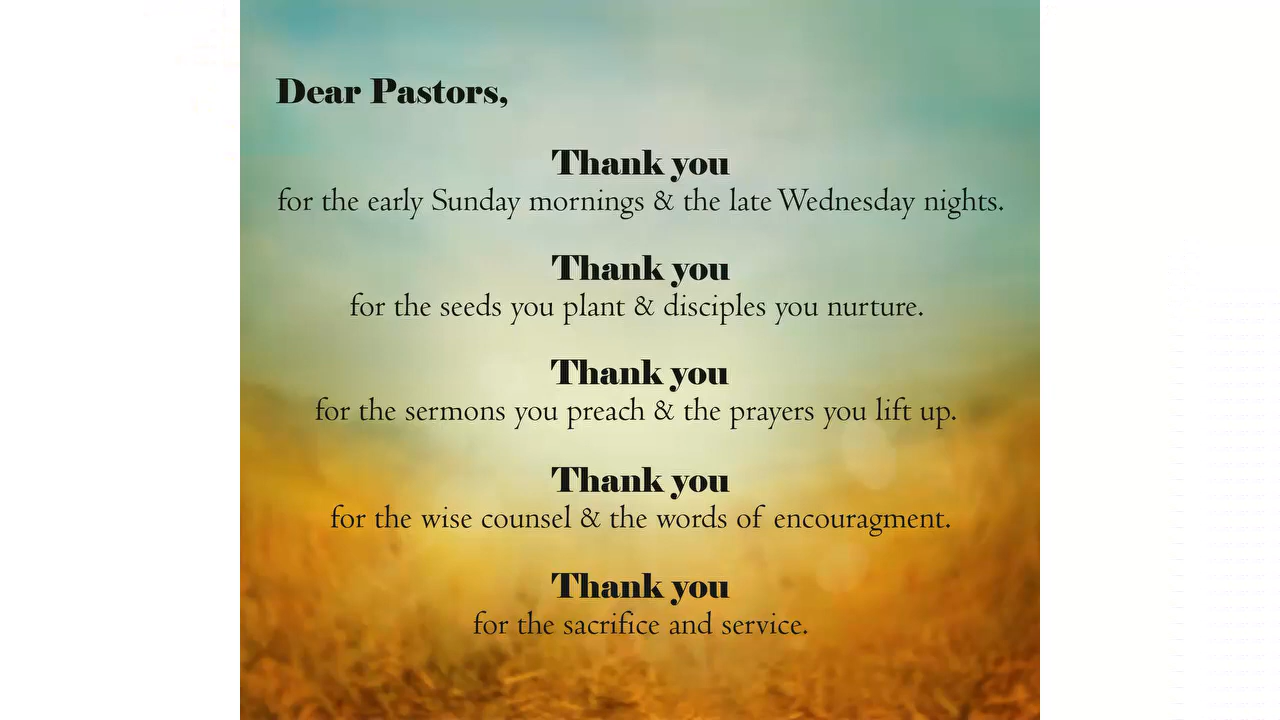 Dear Pastors,
Thank you
for the early Sunday mornings & the late Wednesday nights.
Thank you
for the seeds you plant & disciples you nurture.
Thank you
for the sermons you preach & the prayers you lift up.
Thank you
for the wise counsel & the words of encouragment.
Thank you
for the sacrifice and service.